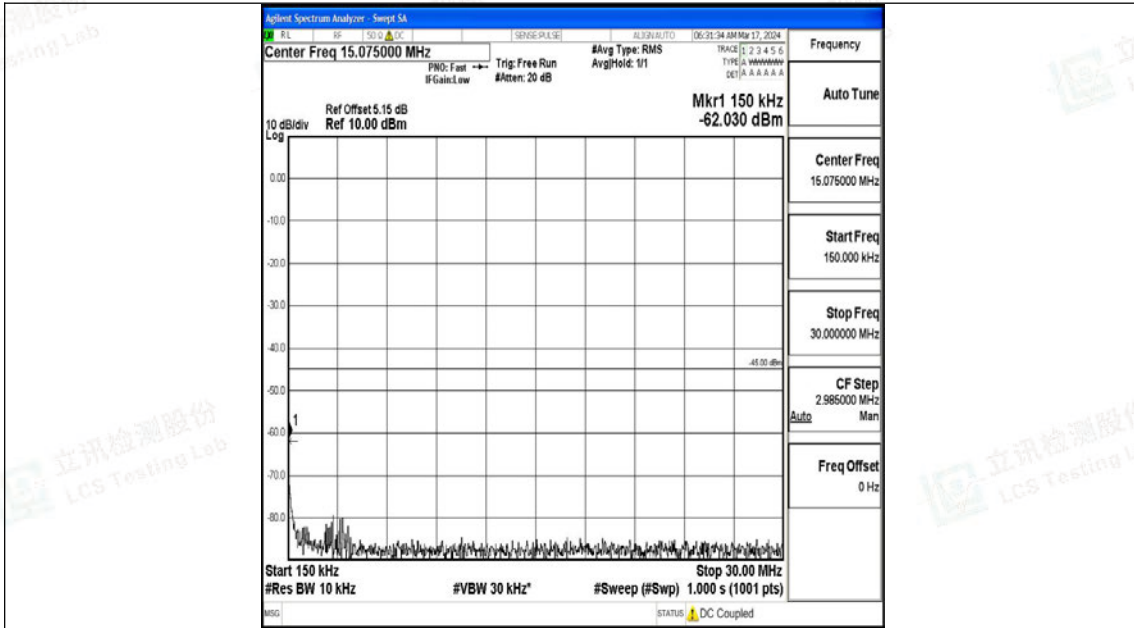 Agilent Spectrum Analyzer - Swept SA
RL RF 50 Ω DC SENSE:PULSE ALIGNAUTO 06:31:34 AM Mar 17, 2024
Center Freq 15.075000 MHz
PNO: Fast
IFGain:Low
Trig: Free Run
#Atten: 20 dB
#Avg Type: RMS
Avg|Hold: 1/1
TRACE 1 2 3 4 5 6
TYPE A WWWWW
DET A A A A A A
Frequency
Auto Tune
Center Freq
15.075000 MHz
Start Freq
150.000 kHz
Stop Freq
30.000000 MHz
CF Step
2.985000 MHz
Auto Man
Freq Offset
0 Hz
Mkr1 150 kHz
-62.030 dBm
Ref Offset 5.15 dB
10 dB/div Ref 10.00 dBm
Log
0.00
-10.0
-20.0
-30.0
-40.0
-45.00 dBm
-50.0
1
-60.0
-70.0
-80.0
Start 150 kHz Stop 30.00 MHz
#Res BW 10 kHz #VBW 30 kHz* #Sweep (#Swp) 1.000 s (1001 pts)
MSG STATUS DC Coupled
立讯检测股份
LCS Testing Lab
立讯检测股份
LCS Testing L